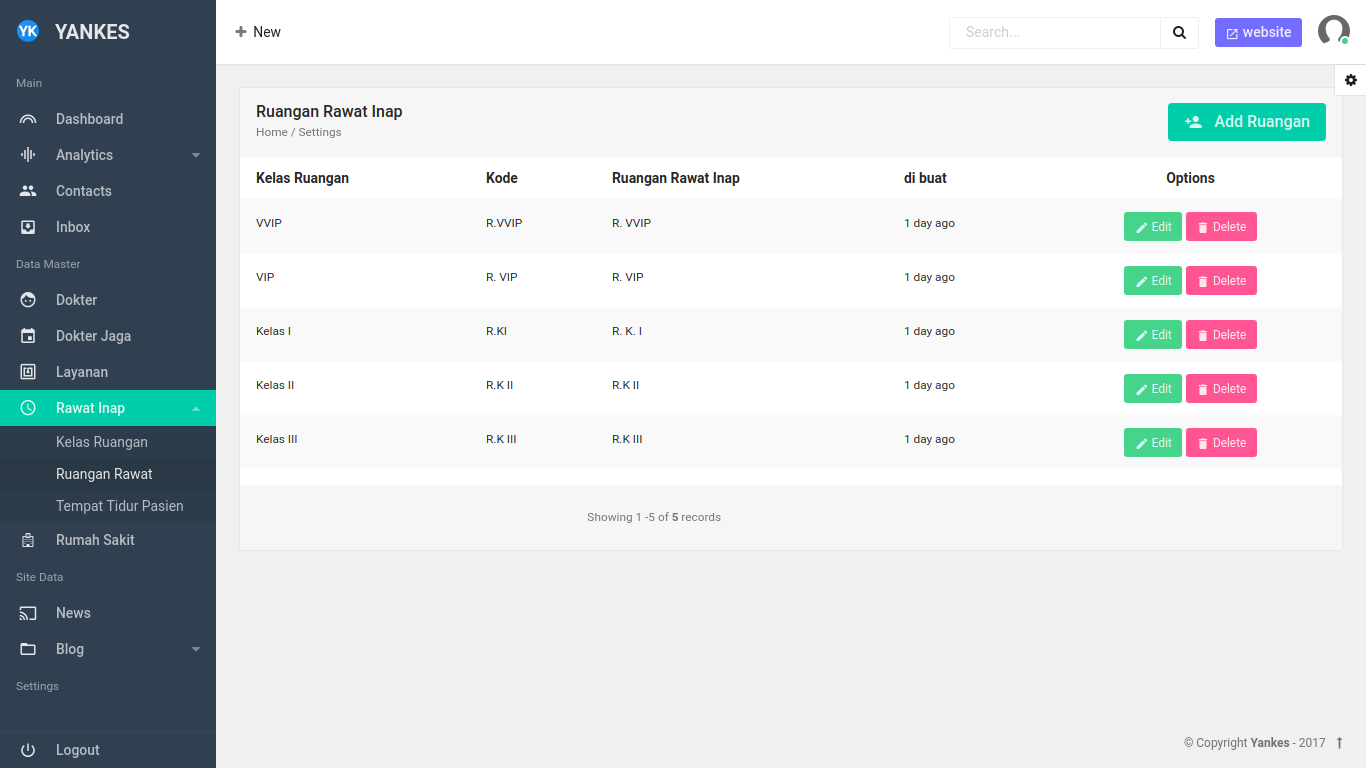 YK YANKES
+ New
Search...
website
Main
Dashboard
Analytics
Contacts
Inbox
Data Master
Dokter
Dokter Jaga
Layanan
Rawat Inap
Kelas Ruangan
Ruangan Rawat
Tempat Tidur Pasien
Rumah Sakit
Site Data
News
Blog
Settings
Logout
Ruangan Rawat Inap
Home / Settings
Add Ruangan
Kelas Ruangan Kode Ruangan Rawat Inap di buat Options
VVIP R.VVIP R. VVIP 1 day ago Edit Delete
VIP R. VIP R. VIP 1 day ago Edit Delete
Kelas I R.KI R. K. I 1 day ago Edit Delete
Kelas II R.K II R.K II 1 day ago Edit Delete
Kelas III R.K III R.K III 1 day ago Edit Delete
Showing 1 -5 of 5 records
© Copyright Yankes - 2017